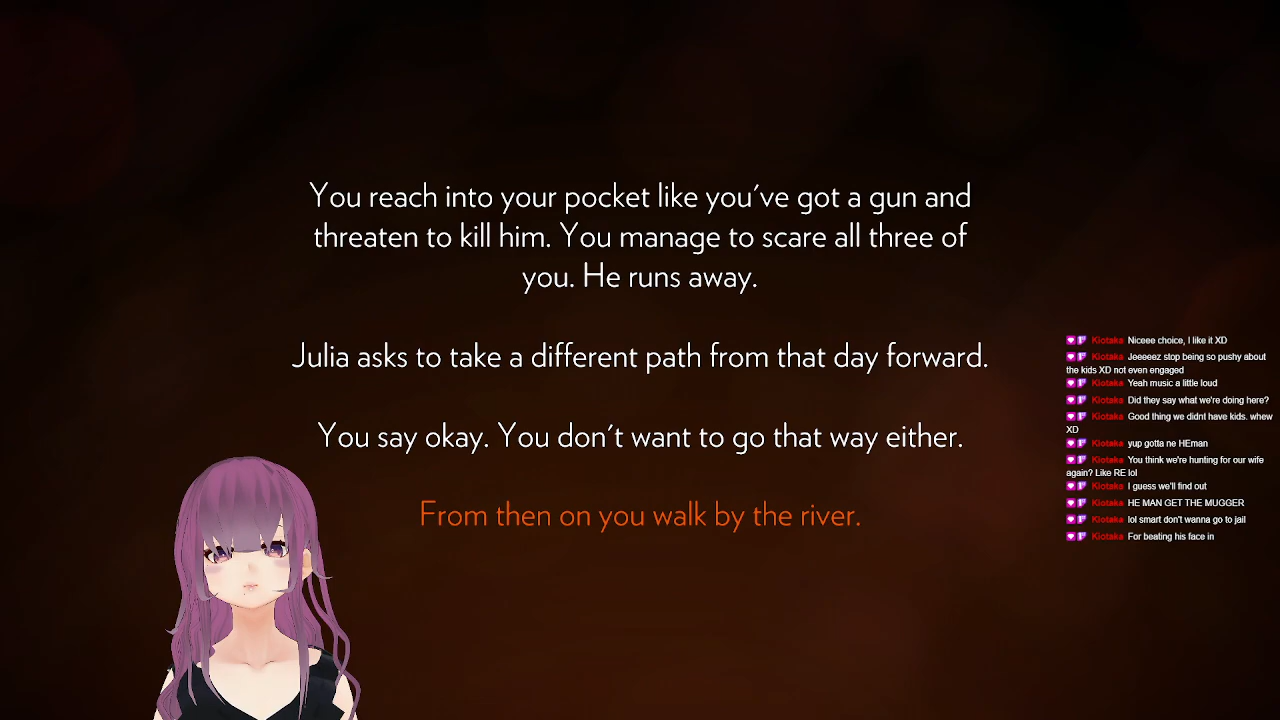 You reach into your pocket like you've got a gun and
threaten to kill him. You manage to scare all three of
you. He runs away.
Julia asks to take a different path from that day forward.
You say okay. You don't want to go that way either.
From then on you walk by the river.
Kiotaka Niceee choice, I like it XD
Kiotaka Jeeeeez stop being so pushy about
the kids XD not even engaged
Kiotaka Yeah music a little loud
Kiotaka Did they say what we're doing here?
Kiotaka Good thing we didnt have kids. whew
XD
Kiotaka yup gotta ne HEman
Kiotaka You think we're hunting for our wife
again? Like RE lol
Kiotaka I guess we'll find out
Kiotaka HE MAN GET THE MUGGER
Kiotaka lol smart don't wanna go to jail
Kiotaka For beating his face in